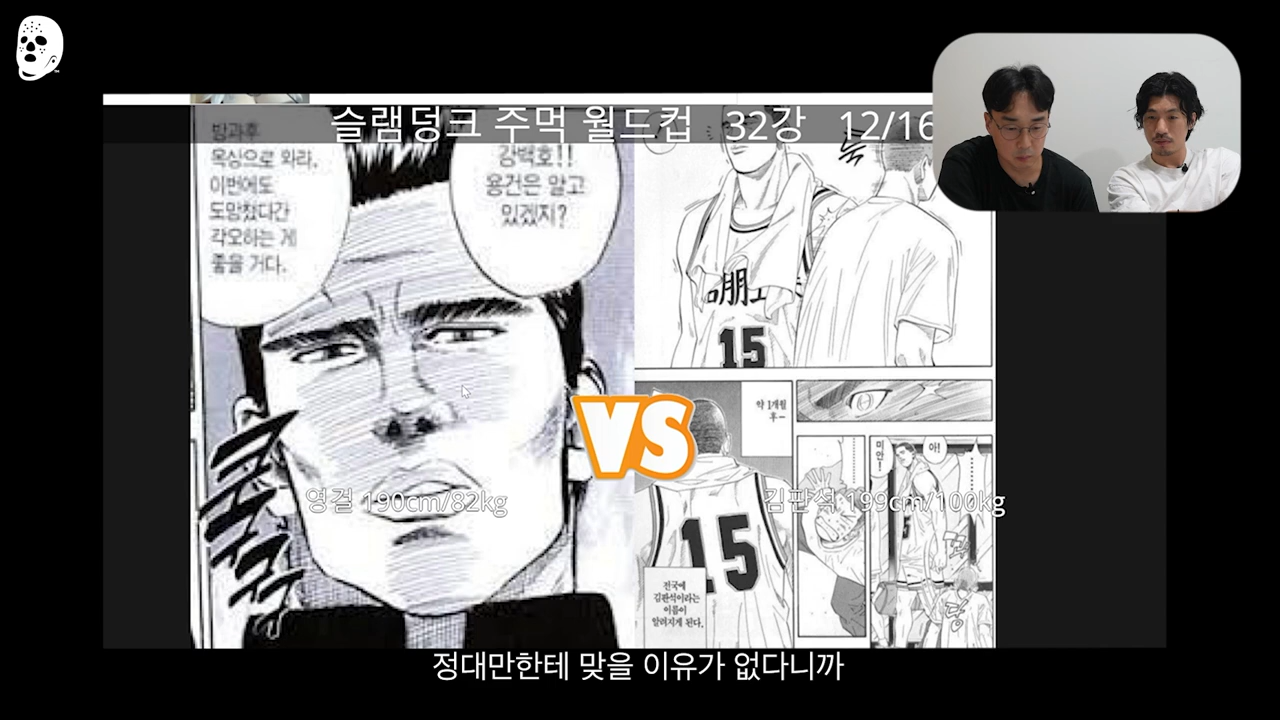 슬램덩크 주먹 월드컵 32강 12/16
방과후
옥상으로 와라.
이번에도
도망쳤다간
각오하는 게
좋을 거다.
강백호!!
용건은 알고
있겠지?
15
VS
약 1개월
후~
미안!
아!
영걸 190cm/82kg
김판석 199cm/100kg
15
전국에
김판석이라는
이름이
알려지게 된다.
정대만한테 맞을 이유가 없다니까